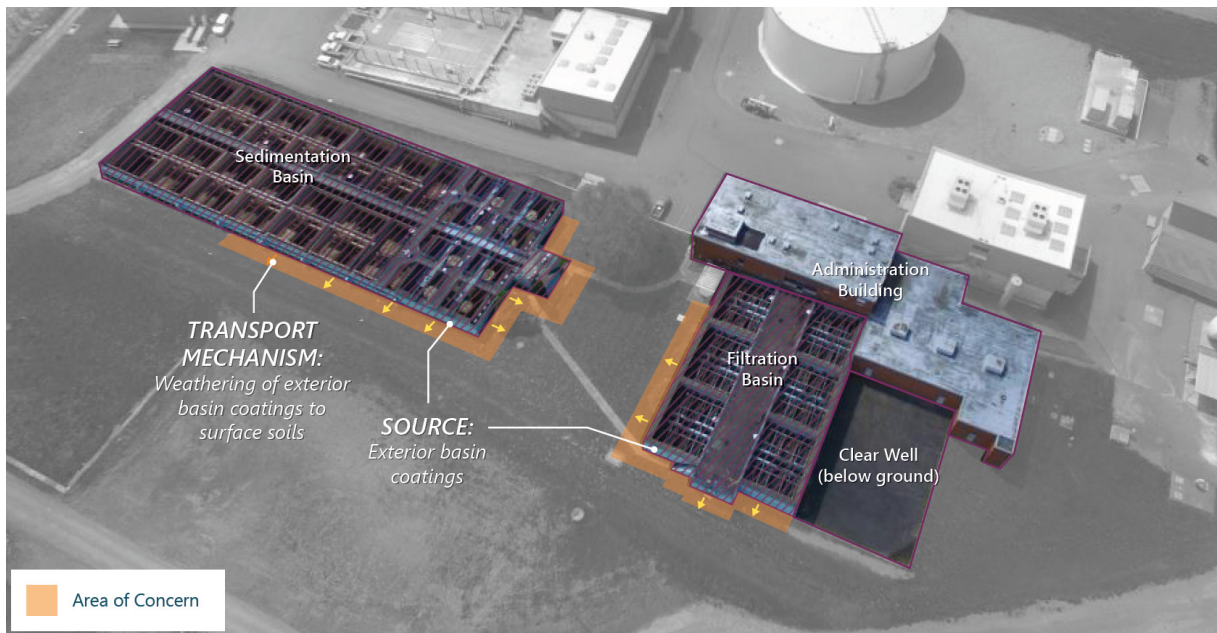 Sedimentation
Basin
Administration
Building
TRANSPORT
MECHANISM:
Weathering of exterior
basin coatings to
surface soils
Filtration
Basin
SOURCE:
Exterior basin
coatings
Clear Well
(below ground)
Area of Concern